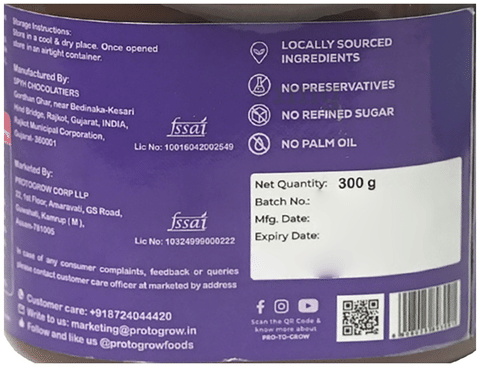 Storage Instructions:
Store in a cool & dry place. Once opened
store in an airtight container.
Manufactured By:
SPYH CHOCOLATIERS
Gordhan Ghar, near Bedinaka-Kesari
Hind Bridge, Rajkot, Gujarat, INDIA,
Rajkot Municipal Corporation,
Gujarat-360001
fssai
Lic No: 10016042002549
Marketed By:
PROTOGROW CORP LLP
22, 1st Floor, Amaravati, GS Road,
Guwahati, Kamrup ( M ),
Assam-781005
fssai
Lic No: 10324999000222
In case of any consumer complaints, feedback or queries
please contact customer care officer at marketed by address
Customer care: +918724044420
Write to us: marketing@protogrow.in
Follow and like us @protogrowfoods
LOCALLY SOURCED
INGREDIENTS
NO PRESERVATIVES
NO REFINED SUGAR
NO PALM OIL
Net Quantity: 300 g
Batch No.:
Mfg. Date:
Expiry Date:
Scan the QR Code &
know more about
PRO-TO-GROW